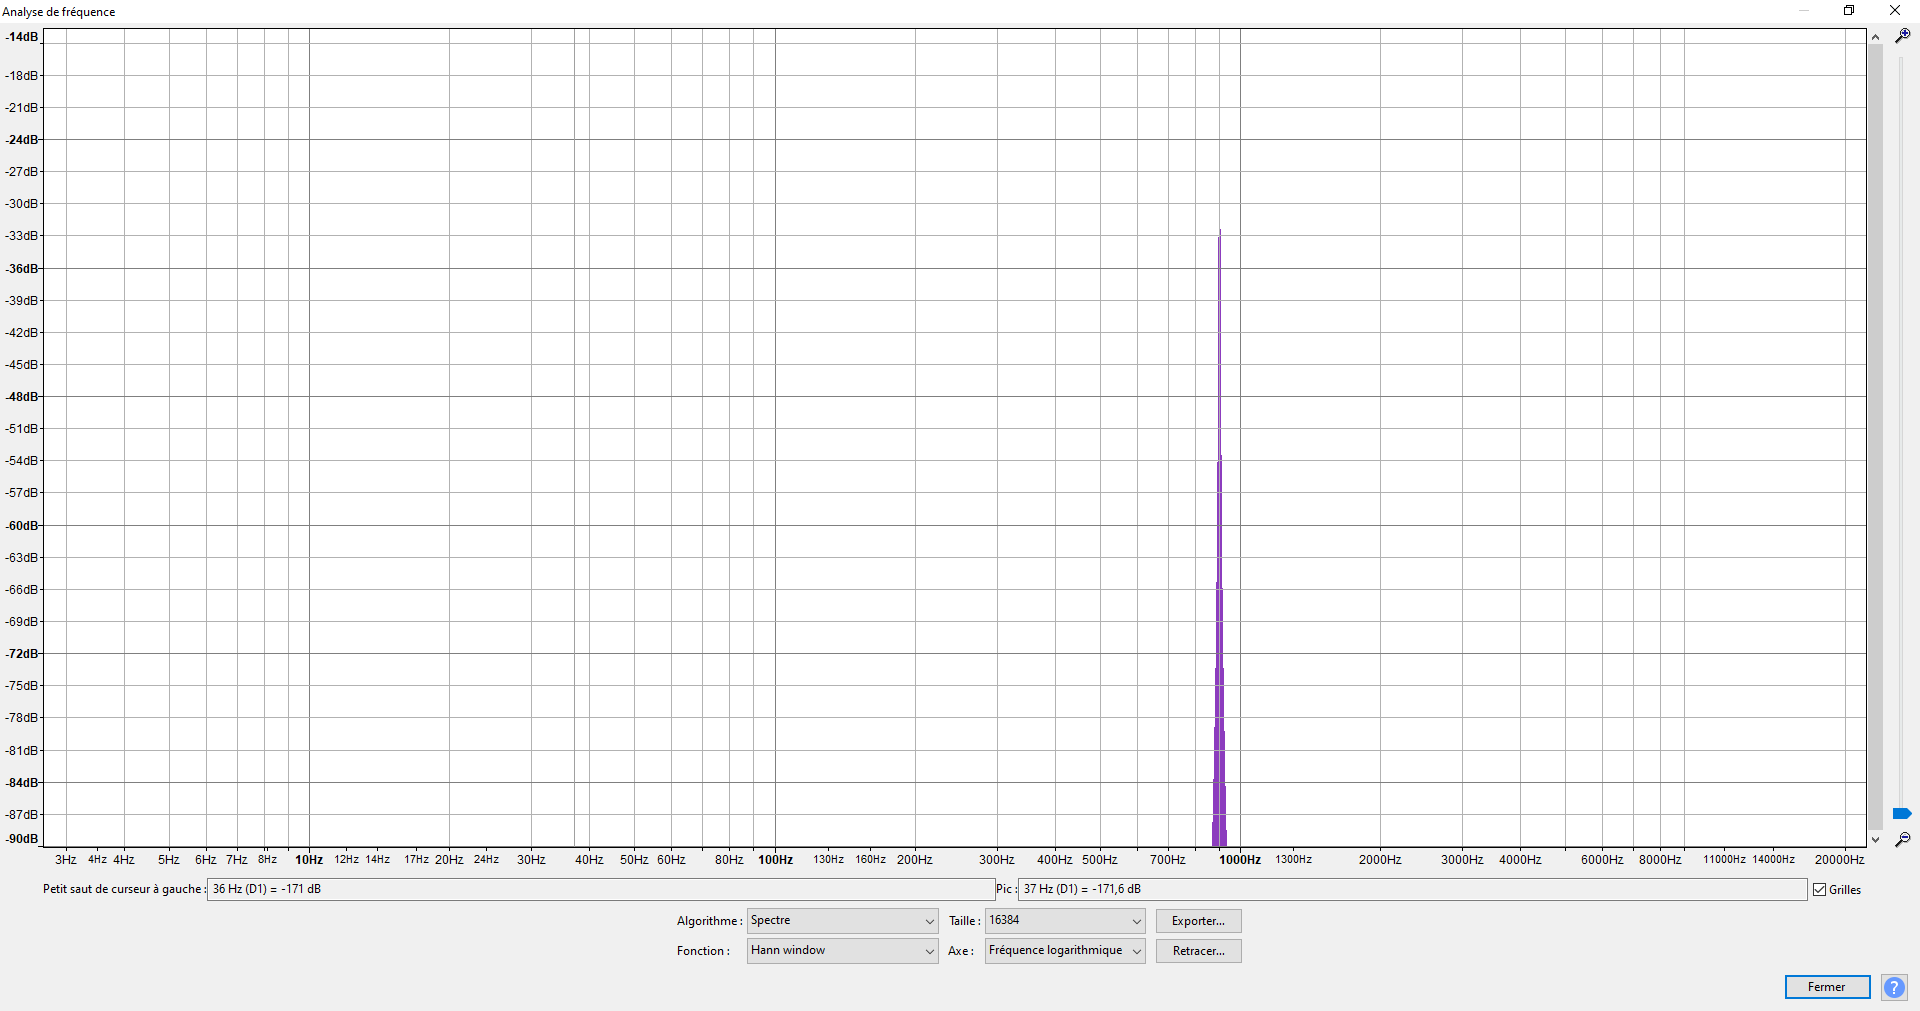 Analyse de fréquence
-14dB
-18dB
-21dB
-24dB
-27dB
-30dB
-33dB
-36dB
-39dB
-42dB
-45dB
-48dB
-51dB
-54dB
-57dB
-60dB
-63dB
-66dB
-69dB
-72dB
-75dB
-78dB
-81dB
-84dB
-87dB
-90dB
3Hz 4Hz 4Hz 5Hz 6Hz 7Hz 8Hz 10Hz 12Hz 14Hz 17Hz 20Hz 24Hz 30Hz 40Hz 50Hz 60Hz 80Hz 100Hz 130Hz 160Hz 200Hz 300Hz 400Hz 500Hz 700Hz 1000Hz 1300Hz 2000Hz 3000Hz 4000Hz 6000Hz 8000Hz 11000Hz 14000Hz 20000Hz
Petit saut de curseur à gauche : 36 Hz (D1) = -171 dB Pic : 37 Hz (D1) = -171,6 dB Grilles
Algorithme : Spectre Taille : 16384 Exporter...
Fonction : Hann window Axe : Fréquence logarithmique Retracer...
Fermer ?